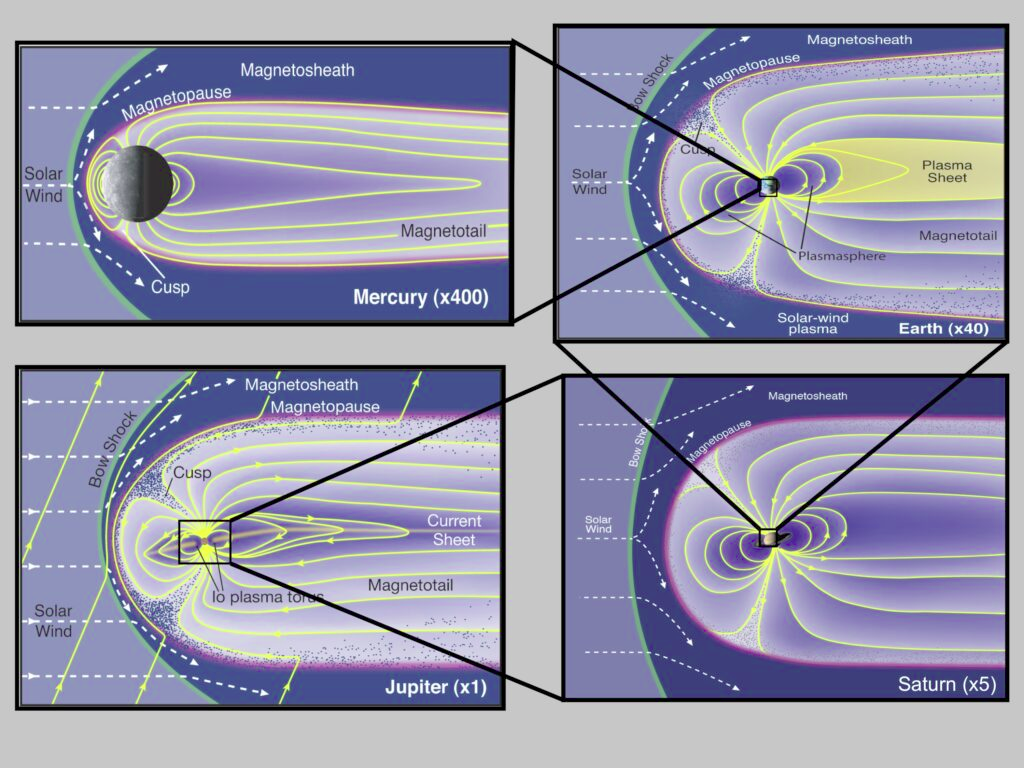 Magnetosheath
Magnetopause
Solar
Wind
Magnetotail
Cusp
Mercury (x400)
Magnetosheath
Bow Shock
Magnetopause
Cusp
Solar
Wind
Plasma
Sheet
Magnetotail
Plasmasphere
Solar-wind
plasma
Earth (x40)
Magnetosheath
Magnetopause
Bow Shock
Cusp
Current
Sheet
Io plasma torus
Magnetotail
Solar
Wind
Jupiter (x1)
Magnetosheath
Bow Shock
Magnetopause
Solar
Wind
Saturn (x5)